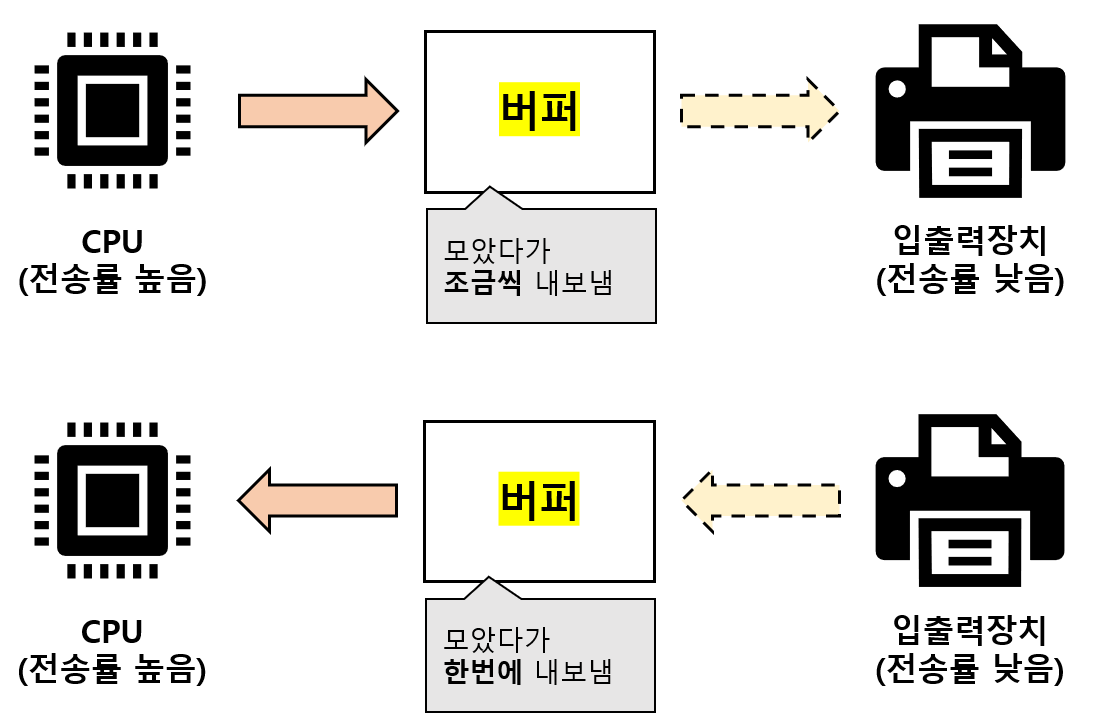 버퍼
CPU
(전송률 높음)
모았다가
조금씩 내보냄
입출력장치
(전송률 낮음)
버퍼
CPU
(전송률 높음)
모았다가
한번에 내보냄
입출력장치
(전송률 낮음)